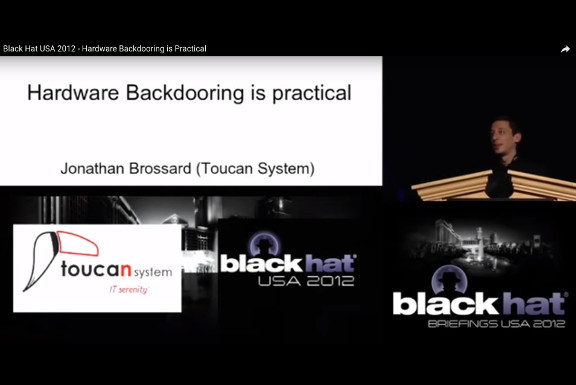 Black Hat USA 2012 - Hardware Backdooring is Practical
Hardware Backdooring is practical
Jonathan Brossard (Toucan System)
toucan system
IT serenity
black hat®
USA 2012
black hat®
BRIEFINGS USA 2012